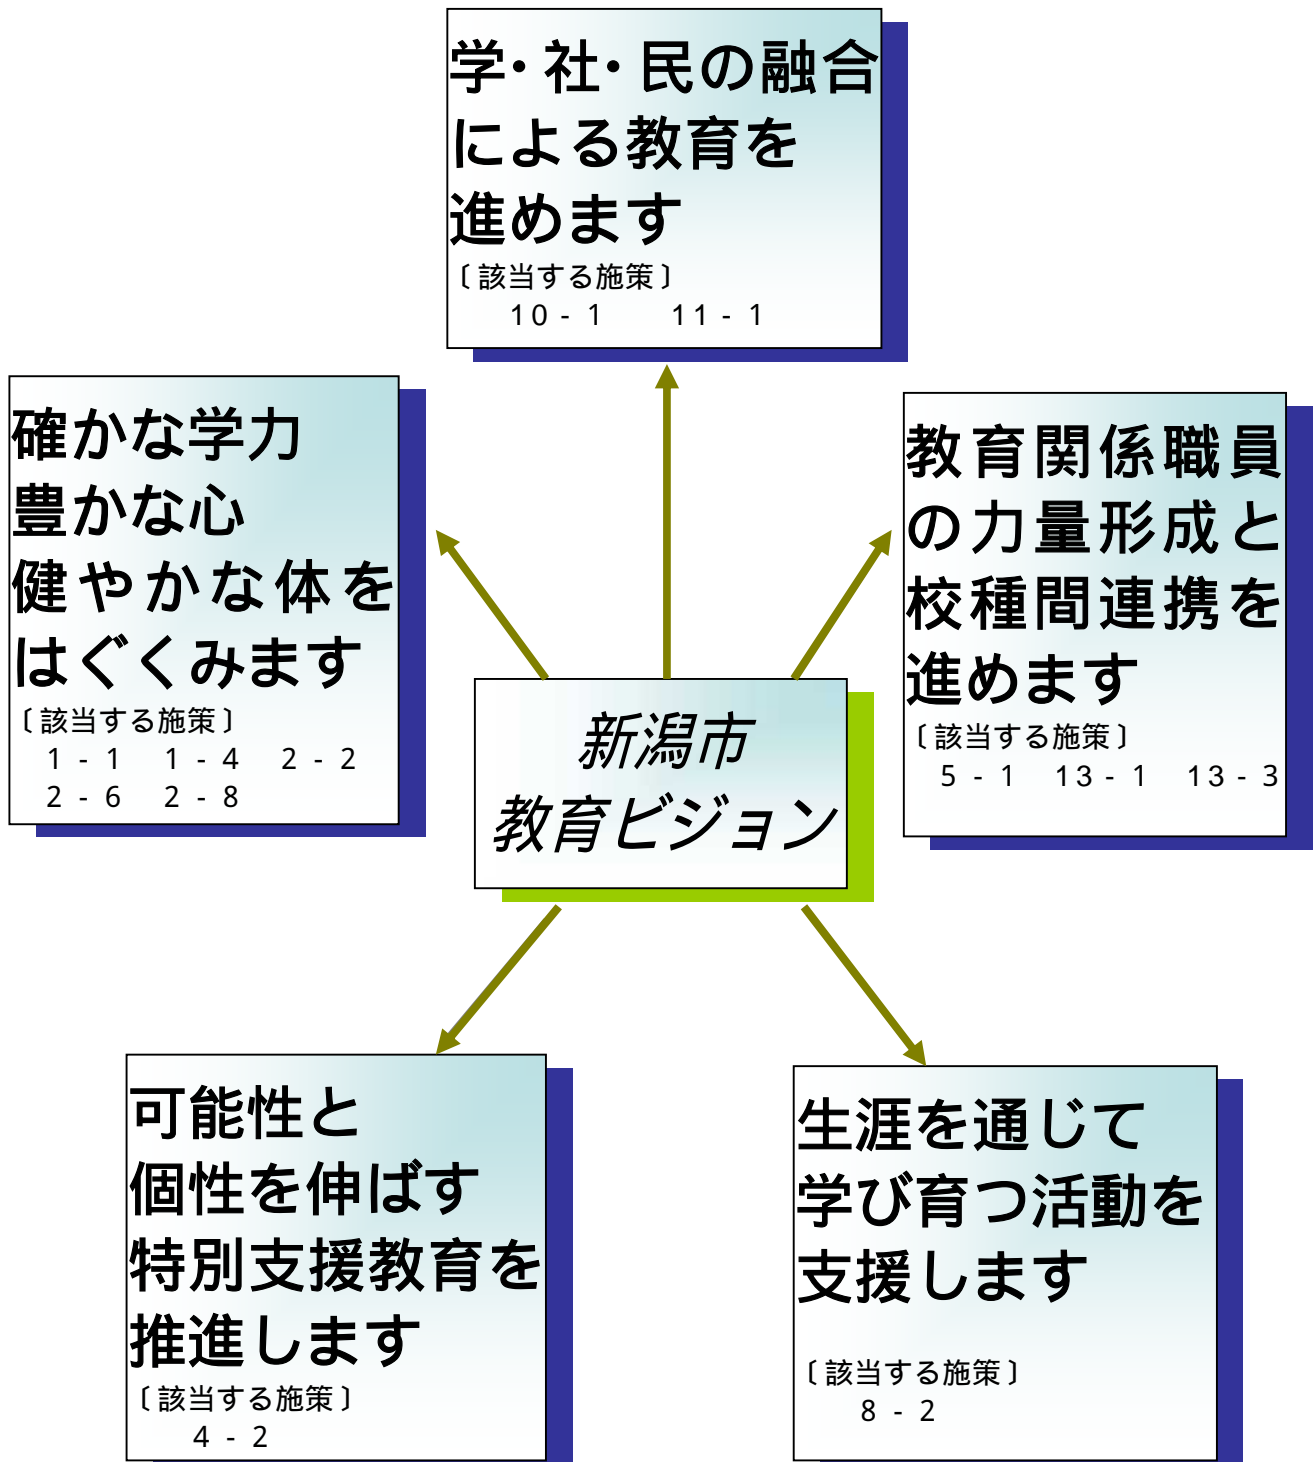 学・社・民の融合
による教育を
進めます
〔該当する施策〕
10-1 11-1
確かな学力
豊かな心
健やかな体を
はぐくみます
〔該当する施策〕
1-1 1-4 2-2
2-6 2-8
教育関係職員
の力量形成と
校種間連携を
進めます
〔該当する施策〕
5-1 13-1 13-3
新潟市
教育ビジョン
可能性と
個性を伸ばす
特別支援教育を
推進します
〔該当する施策〕
4-2
生涯を通じて
学び育つ活動を
支援します
〔該当する施策〕
8-2